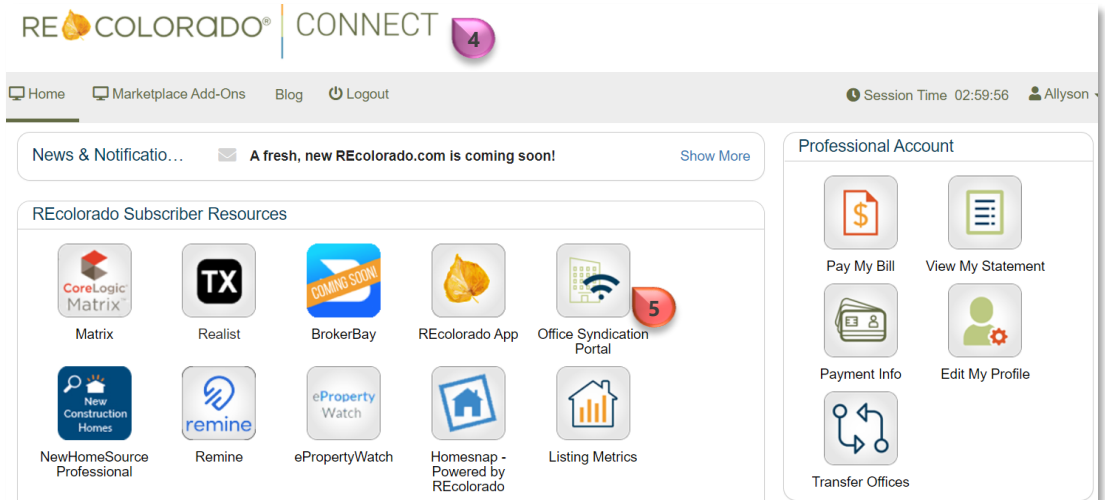 RECOLORADO® CONNECT
4
Home Marketplace Add-Ons Blog Logout Session Time 02:59:56 Allyson
News & Notificatio... A fresh, new REcolorado.com is coming soon! Show More
Professional Account
REcolorado Subscriber Resources
CoreLogic
Matrix™
TX
COMING SOON!
Matrix
Realist
BrokerBay
REcolorado App
Office Syndication
Portal
5
$
Pay My Bill
View My Statement
New
Construction
Homes
remine
eProperty
Watch
NewHomeSource
Professional
Remine
ePropertyWatch
Homesnap -
Powered by
REcolorado
Listing Metrics
Payment Info
Edit My Profile
Transfer Offices